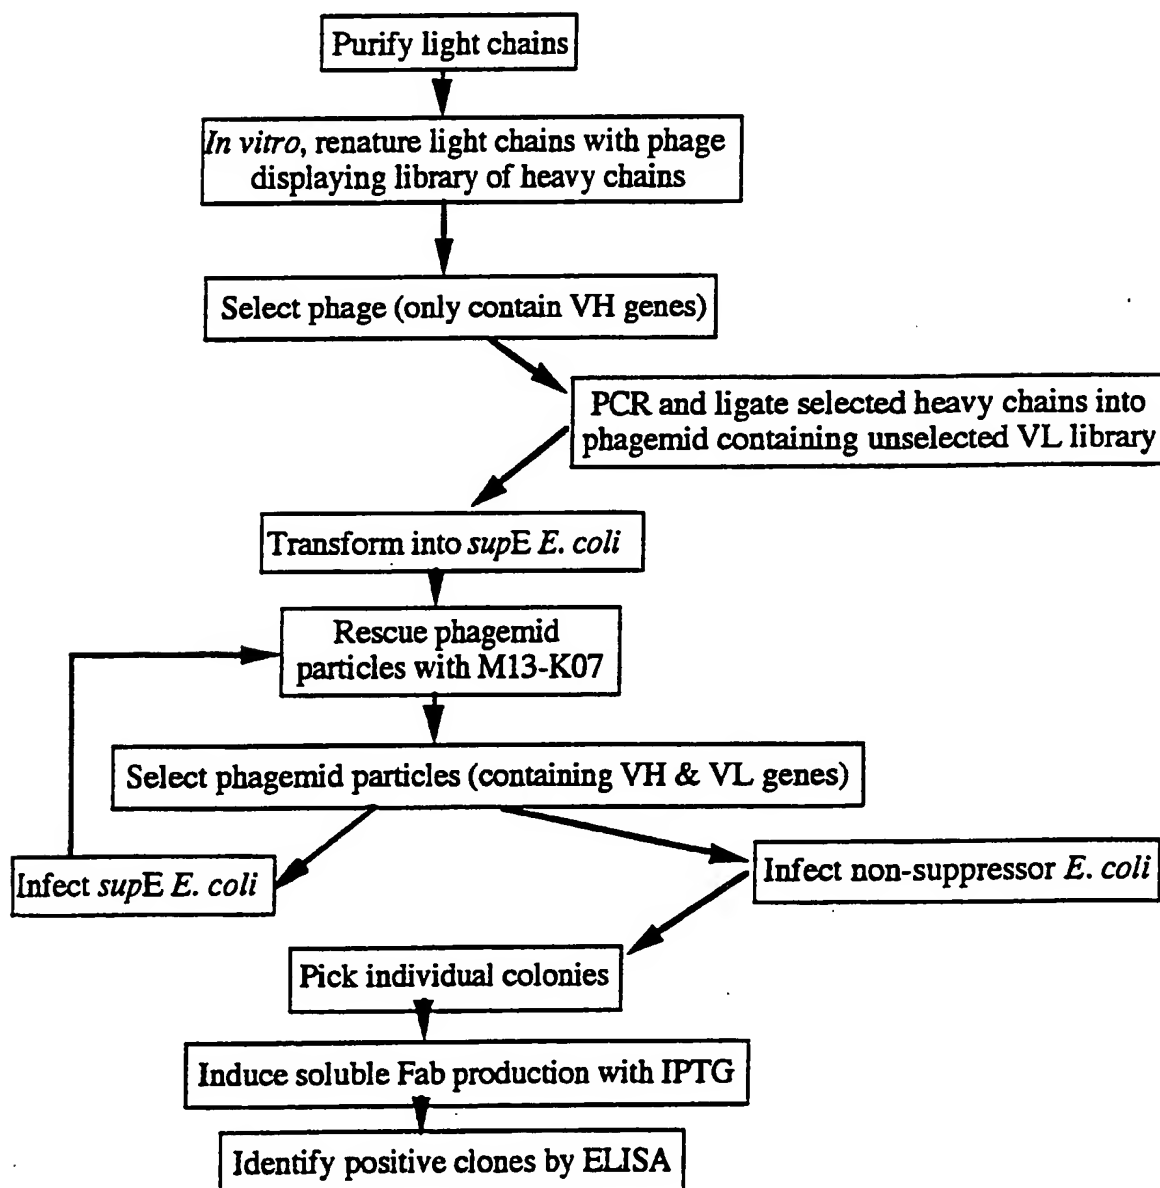 Purify light chains
In vitro, renature light chains with phage
displaying library of heavy chains
Select phage (only contain VH genes)
PCR and ligate selected heavy chains into
phagemid containing unselected VL library
Transform into supE E. coli
Rescue phagemid
particles with M13-K07
Select phagemid particles (containing VH & VL genes)
Infect supE E. coli
Infect non-suppressor E. coli
Pick individual colonies
Induce soluble Fab production with IPTG
Identify positive clones by ELISA